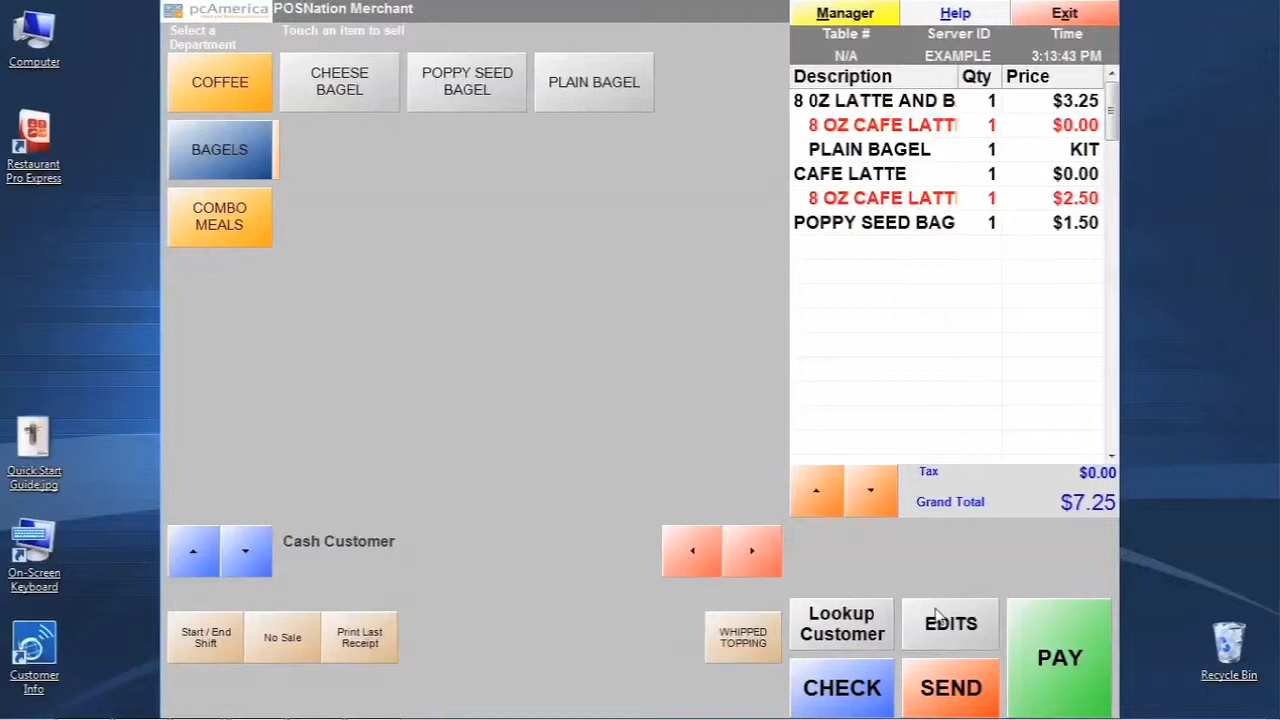 Computer
Restaurant
Pro Express
Quick Start
Guide.jpg
On-Screen
Keyboard
Customer
Info
pcAmerica
POSNation Merchant
Select a
Department
Touch an item to sell
COFFEE
CHEESE
BAGEL
POPPY SEED
BAGEL
PLAIN BAGEL
BAGELS
COMBO
MEALS
Cash Customer
Start / End
Shift
No Sale
Print Last
Receipt
WHIPPED
TOPPING
Manager
Help
Exit
Table #
Server ID
Time
N/A
EXAMPLE
3:13:43 PM
Description Qty Price
8 0Z LATTE AND B 1 $3.25
8 OZ CAFE LATT 1 $0.00
PLAIN BAGEL 1 KIT
CAFE LATTE 1 $0.00
8 OZ CAFE LATT 1 $2.50
POPPY SEED BAG 1 $1.50
Tax $0.00
Grand Total $7.25
Lookup
Customer
EDITS
CHECK
SEND
PAY
Recycle Bin